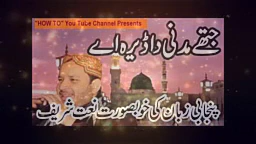 "HOW TO" You Tube Channel Presents
جتھے مدنی دا ڈیرہ اے
پنجابی زبان کی خوبصورت نعت شریف